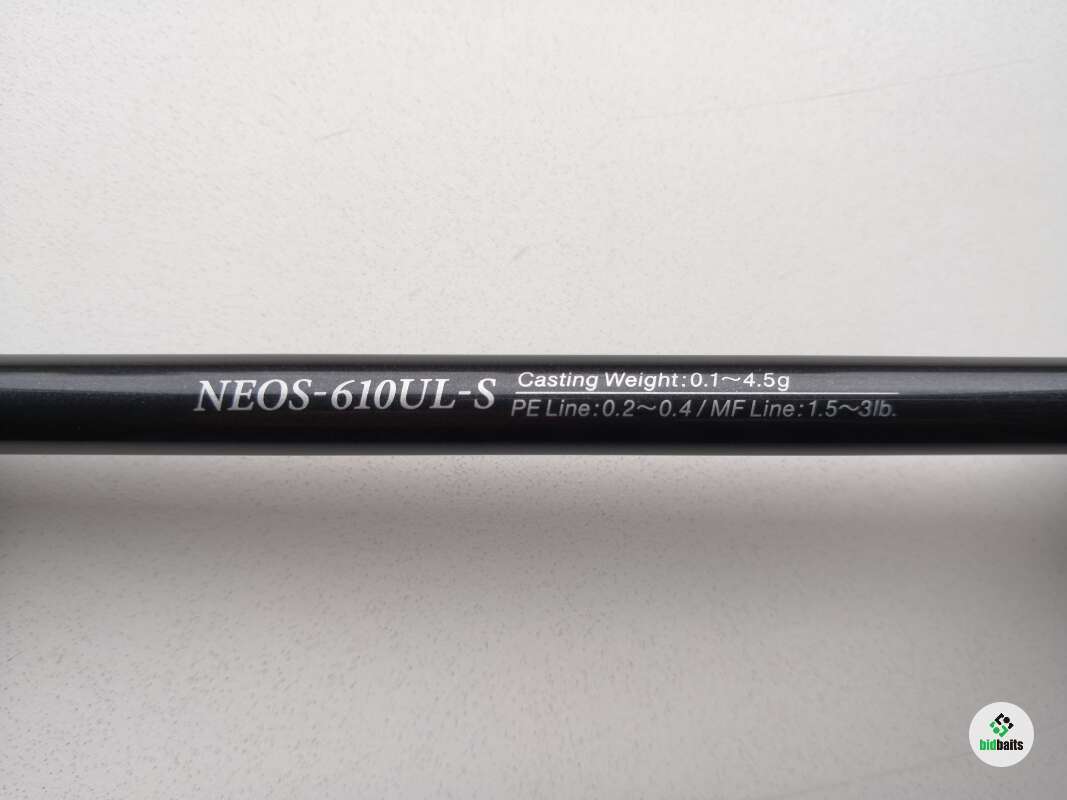 NEOS-610UL-S
Casting Weight:0.1~4.5g
PE Line:0.2~0.4/MF Line:1.5~3lb.
bidbaits